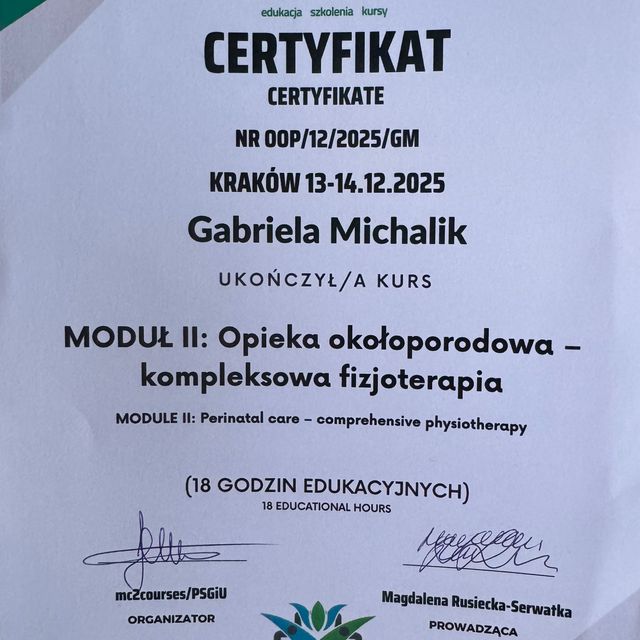 edukacja szkolenia kursy
CERTYFIKAT
CERTYFIKATE
NR OOP/12/2025/GM
KRAKÓW 13-14.12.2025
Gabriela Michalik
UKOŃCZYŁ/A KURS
MODUŁ II: Opieka okołoporodowa –
kompleksowa fizjoterapia
MODULE II: Perinatal care – comprehensive physiotherapy
(18 GODZIN EDUKACYJNYCH)
18 EDUCATIONAL HOURS
mc2courses/PSGiU
ORGANIZATOR
Magdalena Rusiecka-Serwatka
PROWADZĄCA